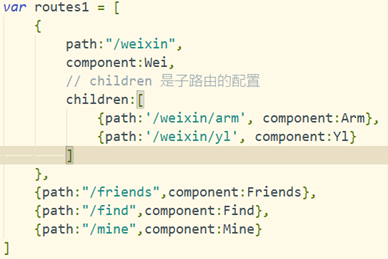 var routes1 = [
{
path:"/weixin",
component:Wei,
// children 是子路由的配置
children:[
{path:'/weixin/arm', component:Arm},
{path:'/weixin/yl', component:Yl}
]
},
{path:"/friends",component:Friends},
{path:"/find",component:Find},
{path:"/mine",component:Mine}
]